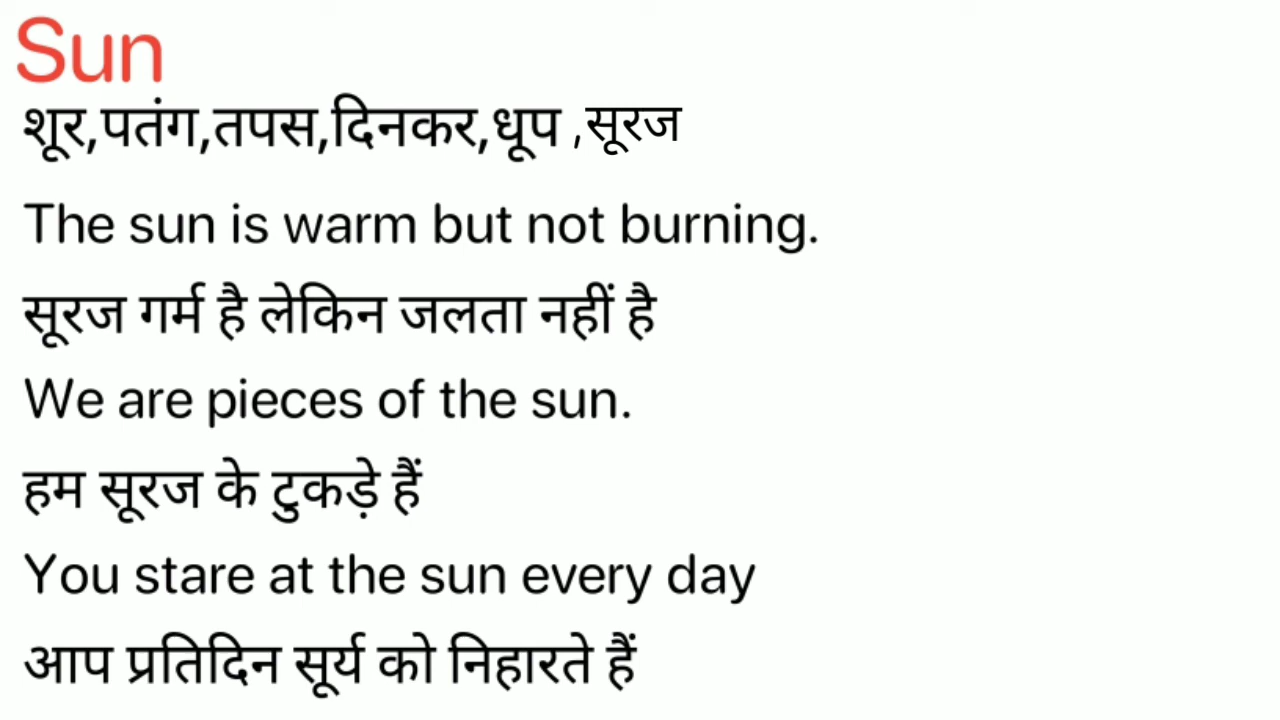 Sun
शूर,पतंग,तपस,दिनकर,धूप ,सूरज
The sun is warm but not burning.
सूरज गर्म है लेकिन जलता नहीं है
We are pieces of the sun.
हम सूरज के टुकड़े हैं
You stare at the sun every day
आप प्रतिदिन सूर्य को निहारते हैं